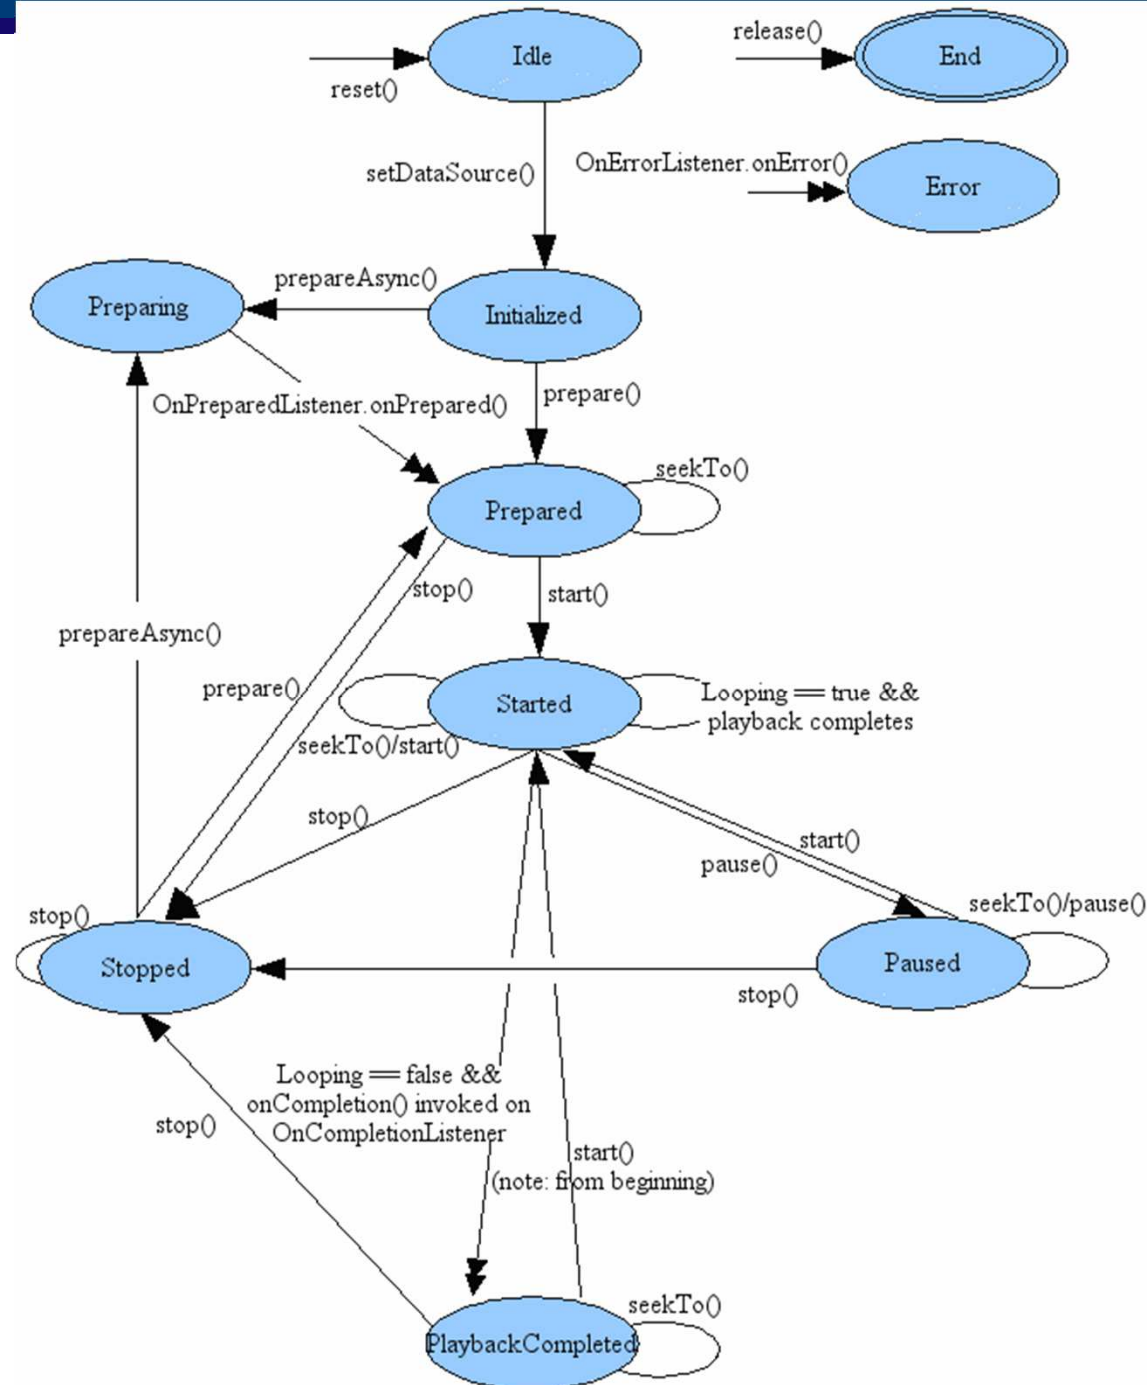 release()
Idle
End
reset()
OnErrorListener.onError()
setDataSource()
Error
prepareAsync()
Preparing
Initialized
prepare()
OnPreparedListener.onPrepared()
seekTo()
Prepared
stop()
start()
prepareAsync()
prepare()
Started
Looping == true &&
playback completes
seekTo()/start()
stop()
start()
pause()
seekTo()/pause()
stop()
Stopped
Paused
stop()
Looping == false &&
onCompletion() invoked on
OnCompletionListener
stop()
start()
(note: from beginning)
seekTo()
PlaybackCompleted